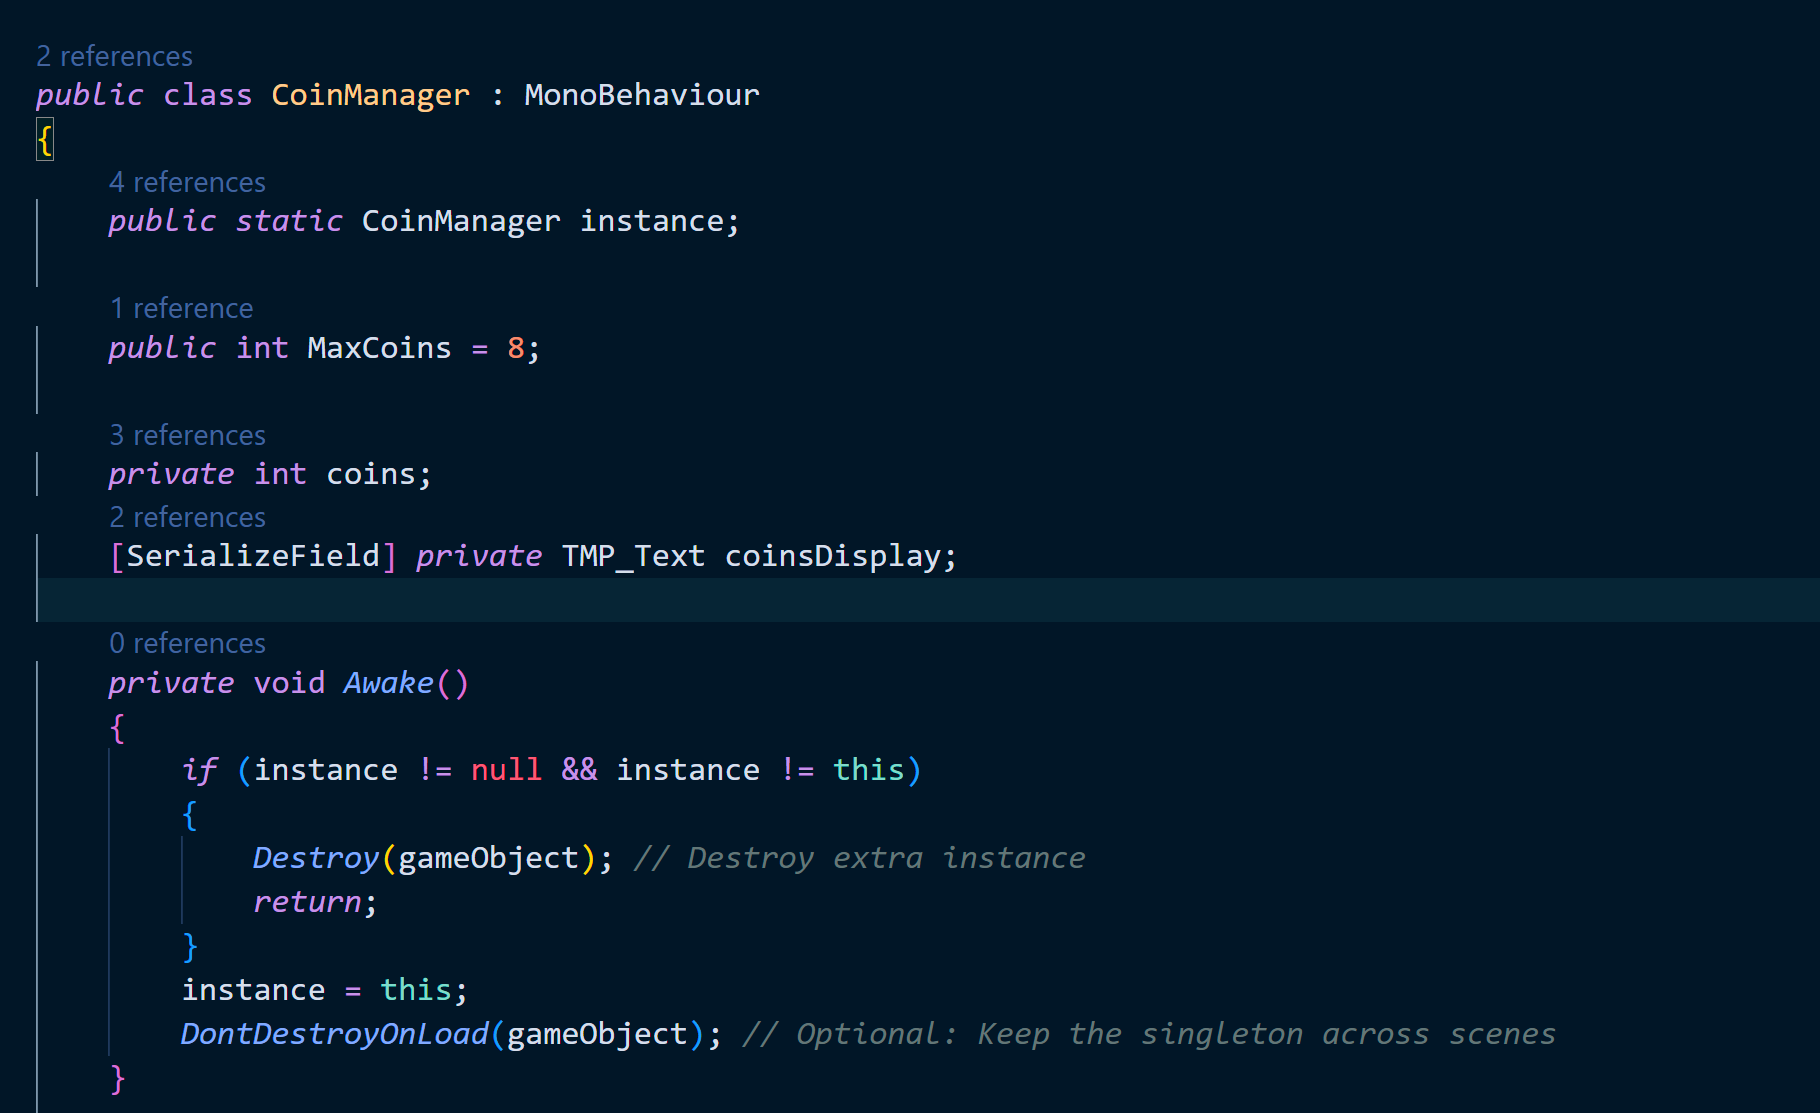 2 references
public class CoinManager : MonoBehaviour
{
4 references
public static CoinManager instance;
1 reference
public int MaxCoins = 8;
3 references
private int coins;
2 references
[SerializeField] private TMP_Text coinsDisplay;
0 references
private void Awake()
{
if (instance != null && instance != this)
{
Destroy(gameObject); // Destroy extra instance
return;
}
instance = this;
DontDestroyOnLoad(gameObject); // Optional: Keep the singleton across scenes
}